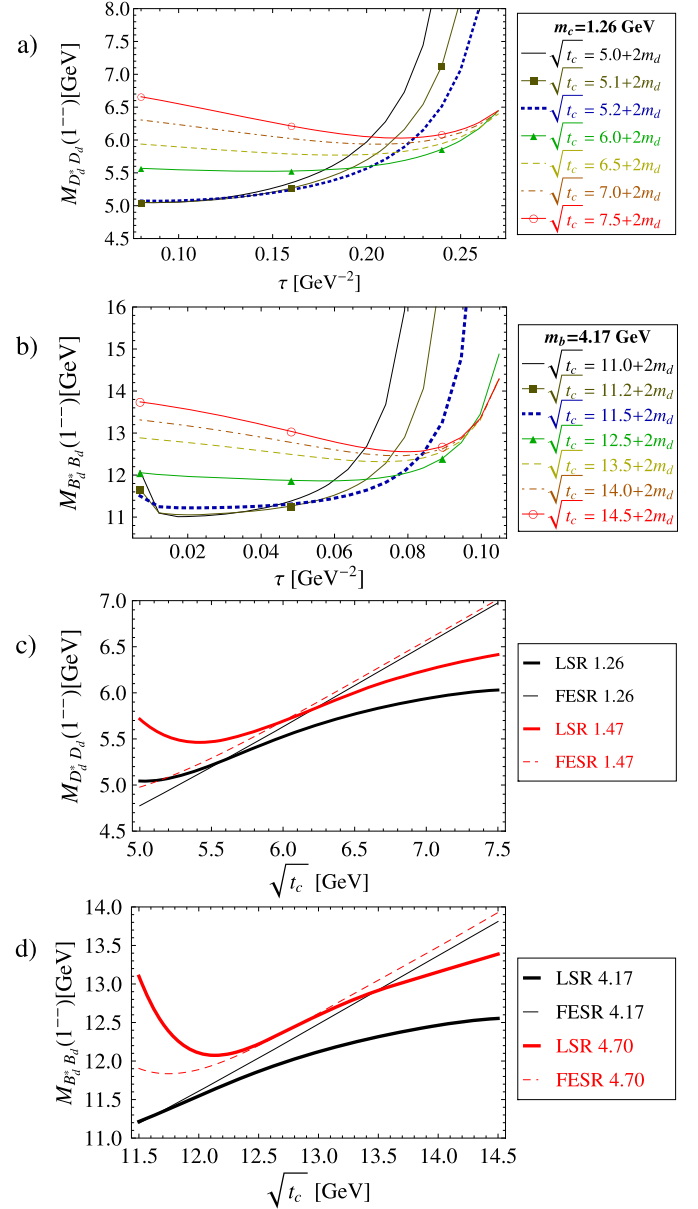 a)
M_{D*_d D_d}(1^{--})[GeV]
8.0
7.5
7.0
6.5
6.0
5.5
5.0
4.5
0.10 0.15 0.20 0.25
τ [GeV⁻²]
m_c=1.26 GeV
√t_c = 5.0+2m_d
√t_c = 5.1+2m_d
√t_c = 5.2+2m_d
√t_c = 6.0+2m_d
√t_c = 6.5+2m_d
√t_c = 7.0+2m_d
√t_c = 7.5+2m_d
b)
M_{B*_d B_d}(1^{--})[GeV]
16
15
14
13
12
11
0.02 0.04 0.06 0.08 0.10
τ [GeV⁻²]
m_b=4.17 GeV
√t_c = 11.0+2m_d
√t_c = 11.2+2m_d
√t_c = 11.5+2m_d
√t_c = 12.5+2m_d
√t_c = 13.5+2m_d
√t_c = 14.0+2m_d
√t_c = 14.5+2m_d
c)
M_{D*_d D_d}(1^{--})[GeV]
7.0
6.5
6.0
5.5
5.0
4.5
5.0 5.5 6.0 6.5 7.0 7.5
√t_c [GeV]
LSR 1.26
FESR 1.26
LSR 1.47
FESR 1.47
d)
M_{B*_d B_d}(1^{--})[GeV]
14.0
13.5
13.0
12.5
12.0
11.5
11.0
11.5 12.0 12.5 13.0 13.5 14.0 14.5
√t_c [GeV]
LSR 4.17
FESR 4.17
LSR 4.70
FESR 4.70